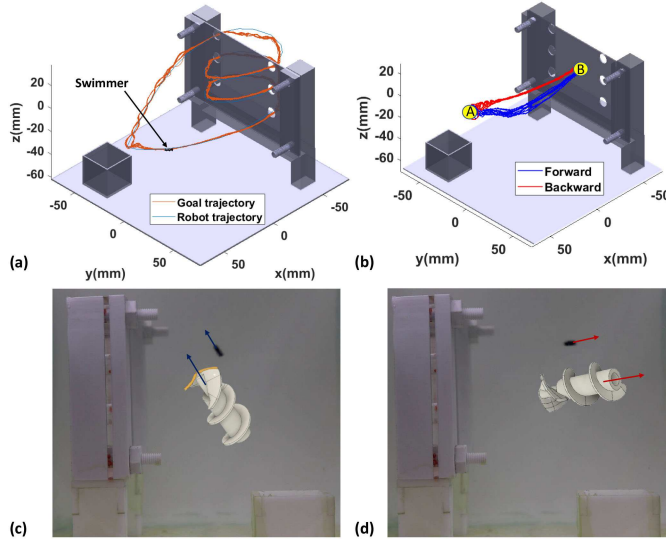 (a)
Swimmer
z(mm)
20
0
-20
-40
-60
Goal trajectory
Robot trajectory
-50
0
50
y(mm)
50
0
-50
x(mm)
(b)
A
B
z(mm)
20
0
-20
-40
-60
Forward
Backward
-50
0
50
y(mm)
50
0
-50
x(mm)
(c)
(d)